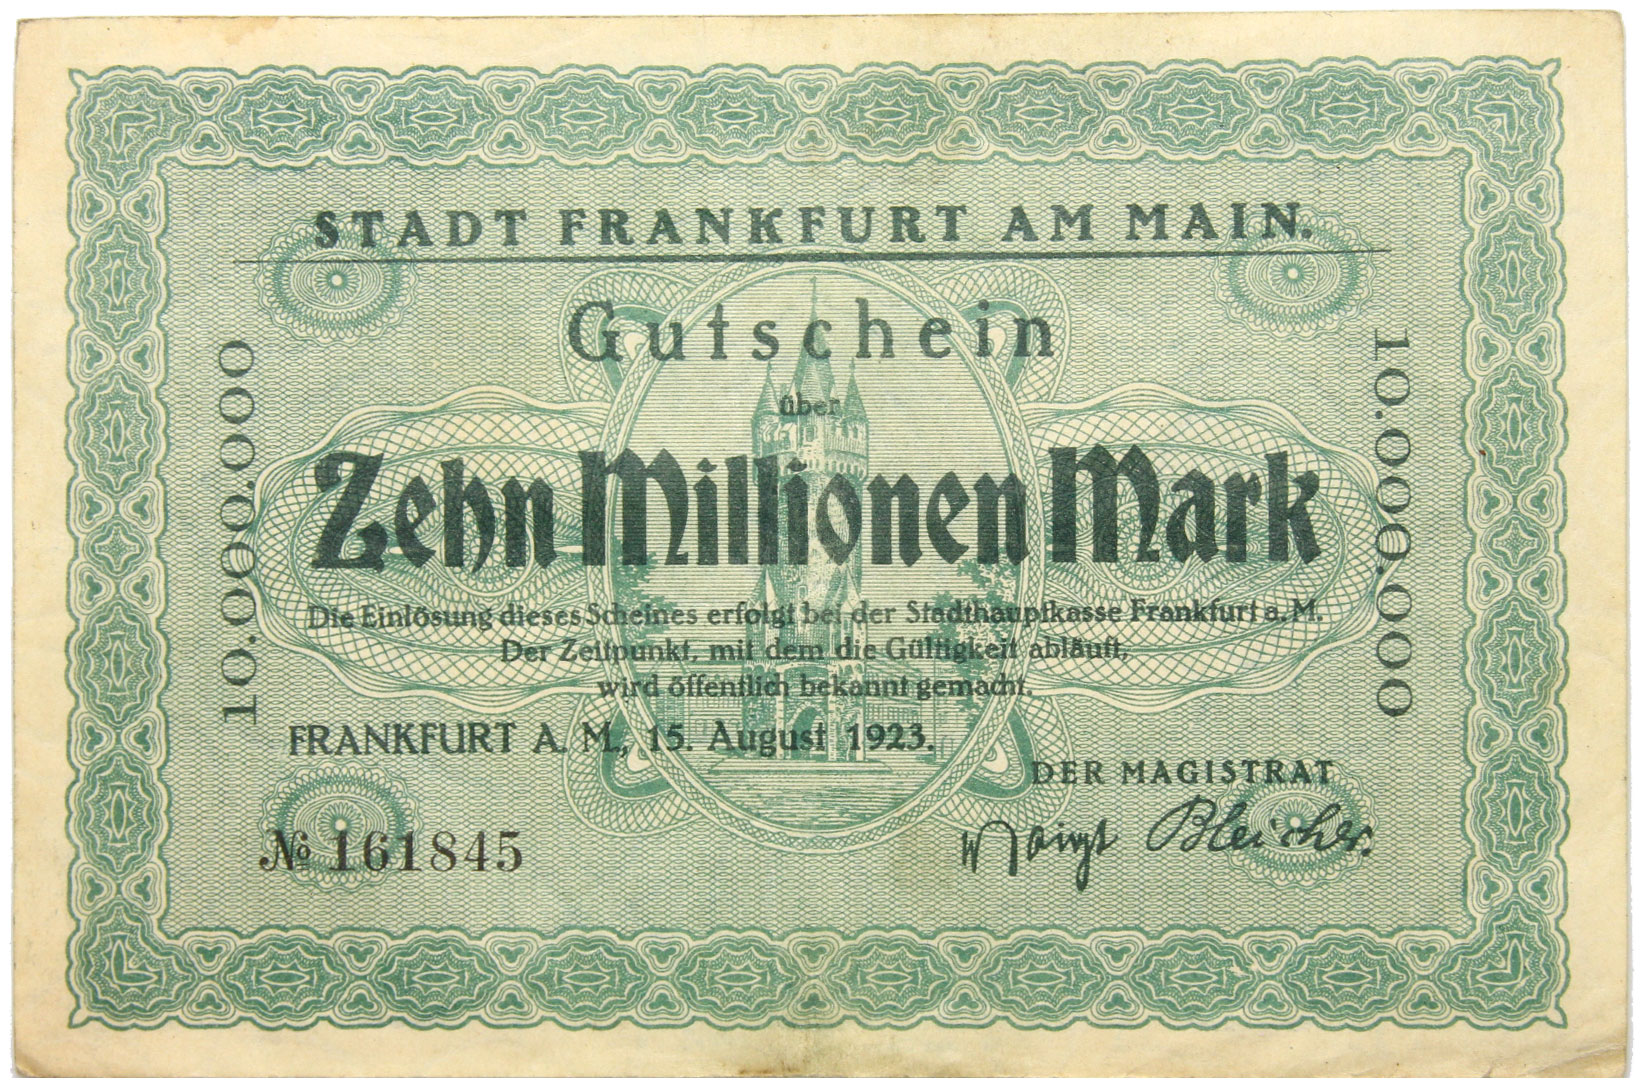 STADT FRANKFURT AM MAIN.
Gutschein
über
Zehn Millionen Mark
10.000.000
10.000.000
Die Einlösung dieses Scheines erfolgt bei der Stadthauptkasse Frankfurt a. M.
Der Zeitpunkt, mit dem die Gültigkeit abläuft,
wird öffentlich bekannt gemacht.
FRANKFURT A. M., 15. August 1923.
DER MAGISTRAT
№ 161845
Bleicher.